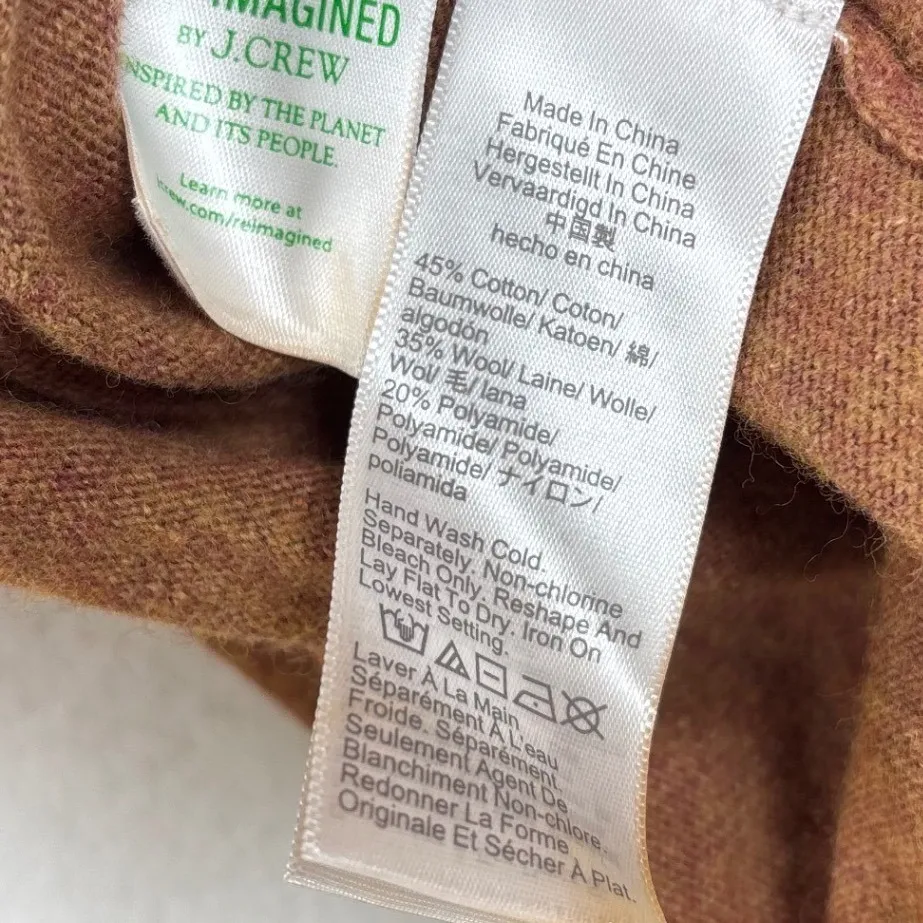 IMAGINED
BY J.CREW
INSPIRED BY THE PLANET
AND ITS PEOPLE.
Learn more at
crew.com/reimagined
Made In China
Fabriqué En Chine
Hergestellt In China
Vervaardigd In China
中国製
hecho en china
45% Cotton/ Coton/
Baumwolle/ Katoen/ 綿/
algodón
35% Wool/ Laine/ Wolle/
Wol/ 毛/ lana
20% Polyamide/
Polyamide/ Polyamide/
Polyamide/ ナイロン/
poliamida
Hand Wash Cold.
Separately. Non-chlorine
Bleach Only. Reshape And
Lay Flat To Dry. Iron On
Lowest Setting.
Laver À La Main
Séparément À L'eau
Froide. Séparément.
Seulement Agent De
Blanchiment Non-chlore.
Redonner La Forme
Originale Et Sécher À Plat.